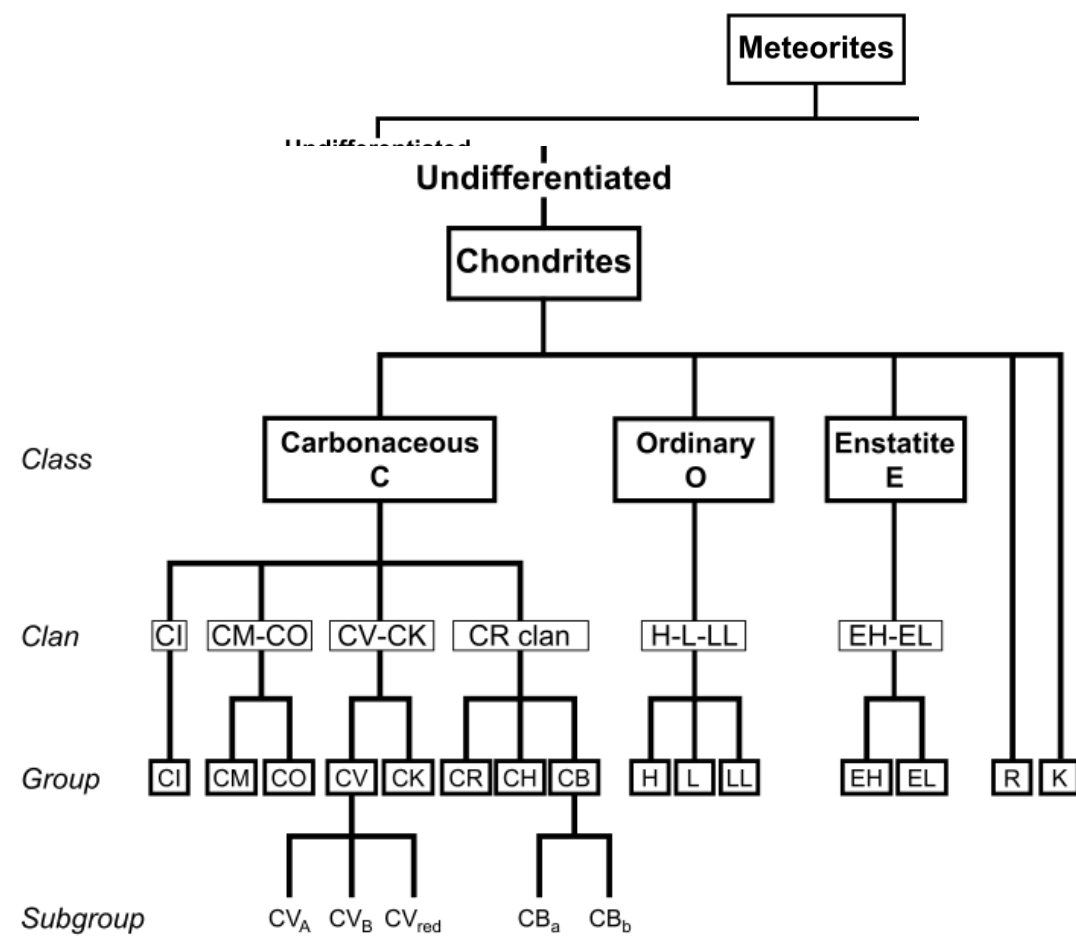 Meteorites
Undifferentiated
Undifferentiated
Chondrites
Class
Carbonaceous
C
Ordinary
O
Enstatite
E
Clan
CI
CM-CO
CV-CK
CR clan
H-L-LL
EH-EL
Group
CI
CM
CO
CV
CK
CR
CH
CB
H
L
LL
EH
EL
R
K
Subgroup
CVA
CVB
CVred
CBa
CBb